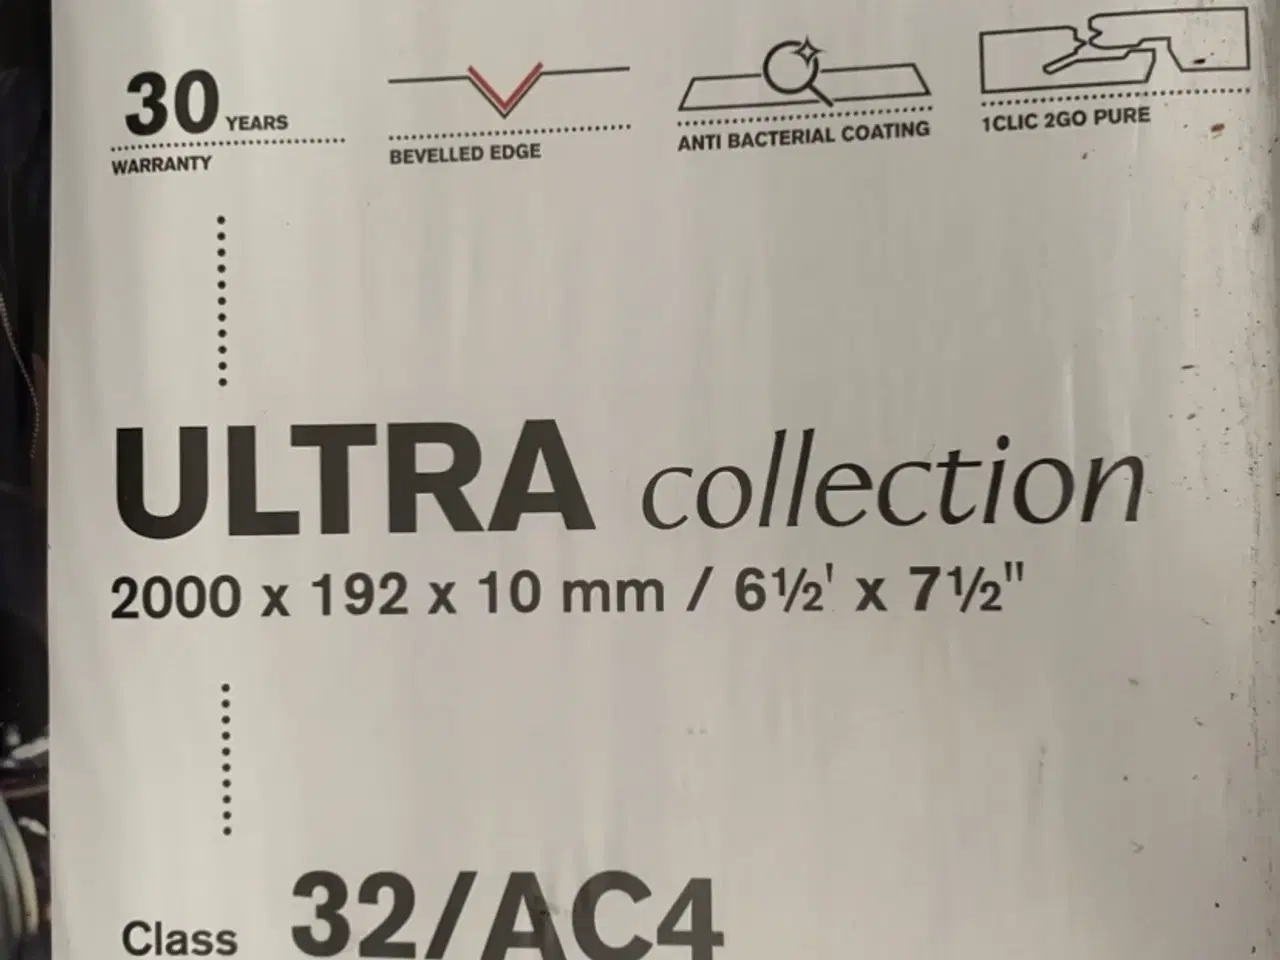 30 YEARS
WARRANTY
BEVELLED EDGE
ANTI BACTERIAL COATING
1CLIC 2GO PURE
ULTRA collection
2000 x 192 x 10 mm / 6½' x 7½"
Class 32/AC4